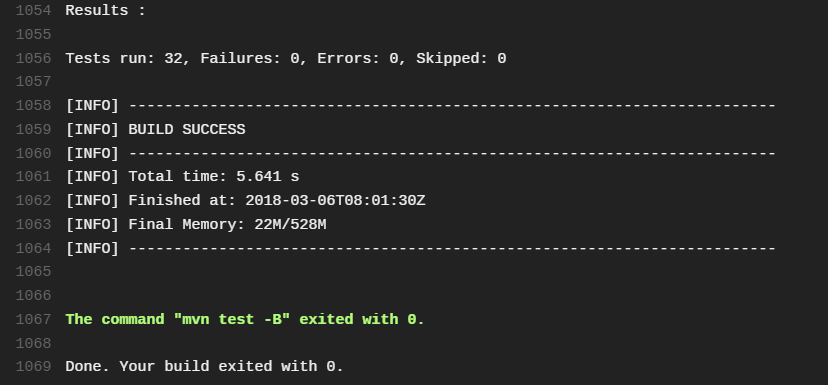 1054 Results :
1055
1056 Tests run: 32, Failures: 0, Errors: 0, Skipped: 0
1057
1058 [INFO] ------------------------------------------------------------------------
1059 [INFO] BUILD SUCCESS
1060 [INFO] ------------------------------------------------------------------------
1061 [INFO] Total time: 5.641 s
1062 [INFO] Finished at: 2018-03-06T08:01:30Z
1063 [INFO] Final Memory: 22M/528M
1064 [INFO] ------------------------------------------------------------------------
1065
1066
1067 The command "mvn test -B" exited with 0.
1068
1069 Done. Your build exited with 0.